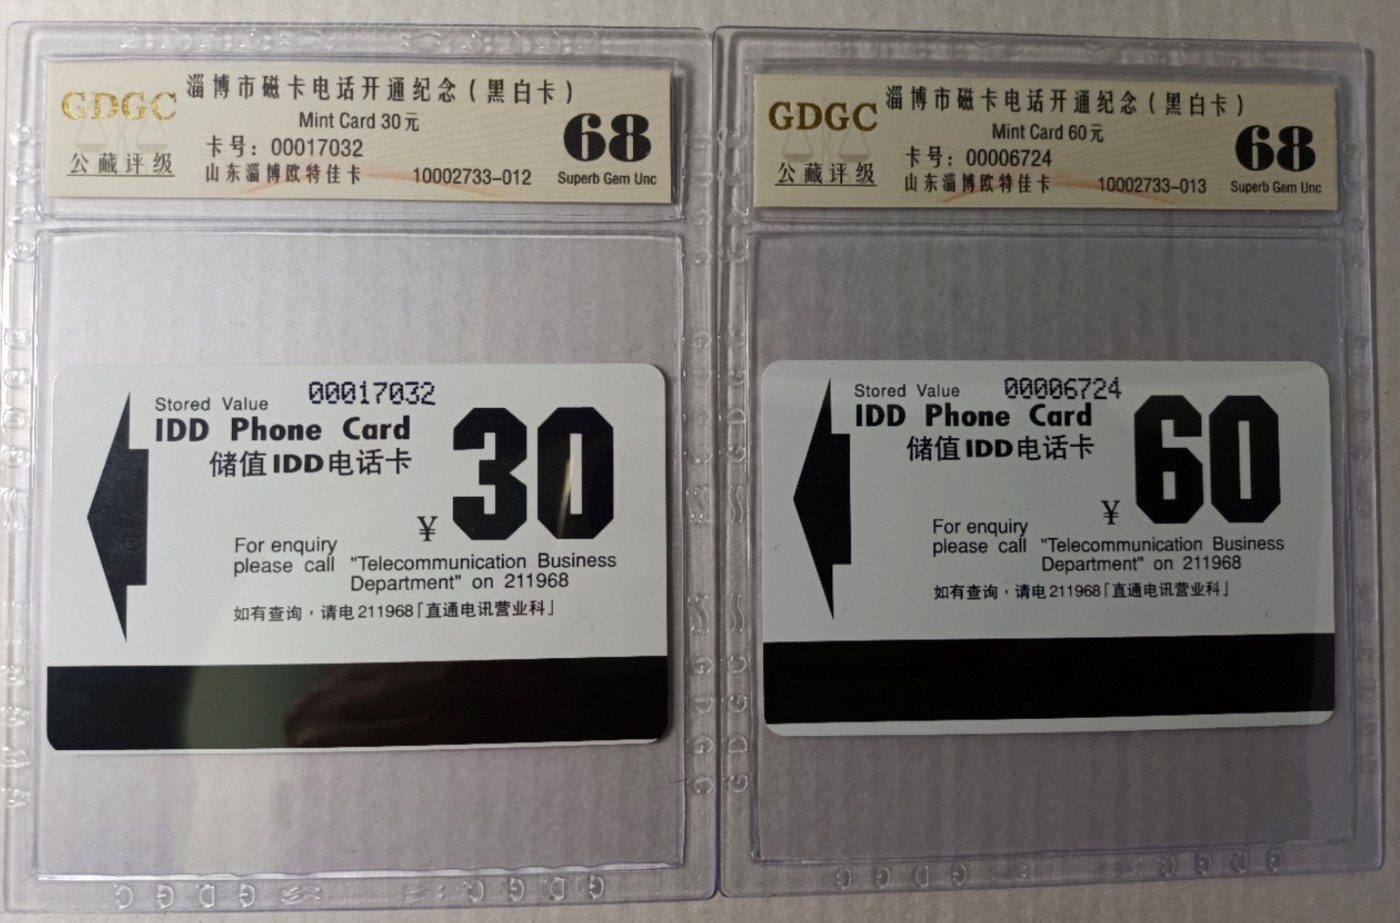 GDGC
公藏评级
淄博市磁卡电话开通纪念(黑白卡)
Mint Card 30元
卡号:00017032
山东淄博欧特佳卡 10002733-012
68
Superb Gem Unc
Stored Value 00017032
IDD Phone Card
储值IDD电话卡
¥ 30
For enquiry
please call "Telecommunication Business
Department" on 211968
如有查询,请电211968「直通电讯营业科」
GDGC
公藏评级
淄博市磁卡电话开通纪念(黑白卡)
Mint Card 60元
卡号:00006724
山东淄博欧特佳卡 10002733-013
68
Superb Gem Unc
Stored Value 00006724
IDD Phone Card
储值IDD电话卡
¥ 60
For enquiry
please call "Telecommunication Business
Department" on 211968
如有查询,请电211968「直通电讯营业科」